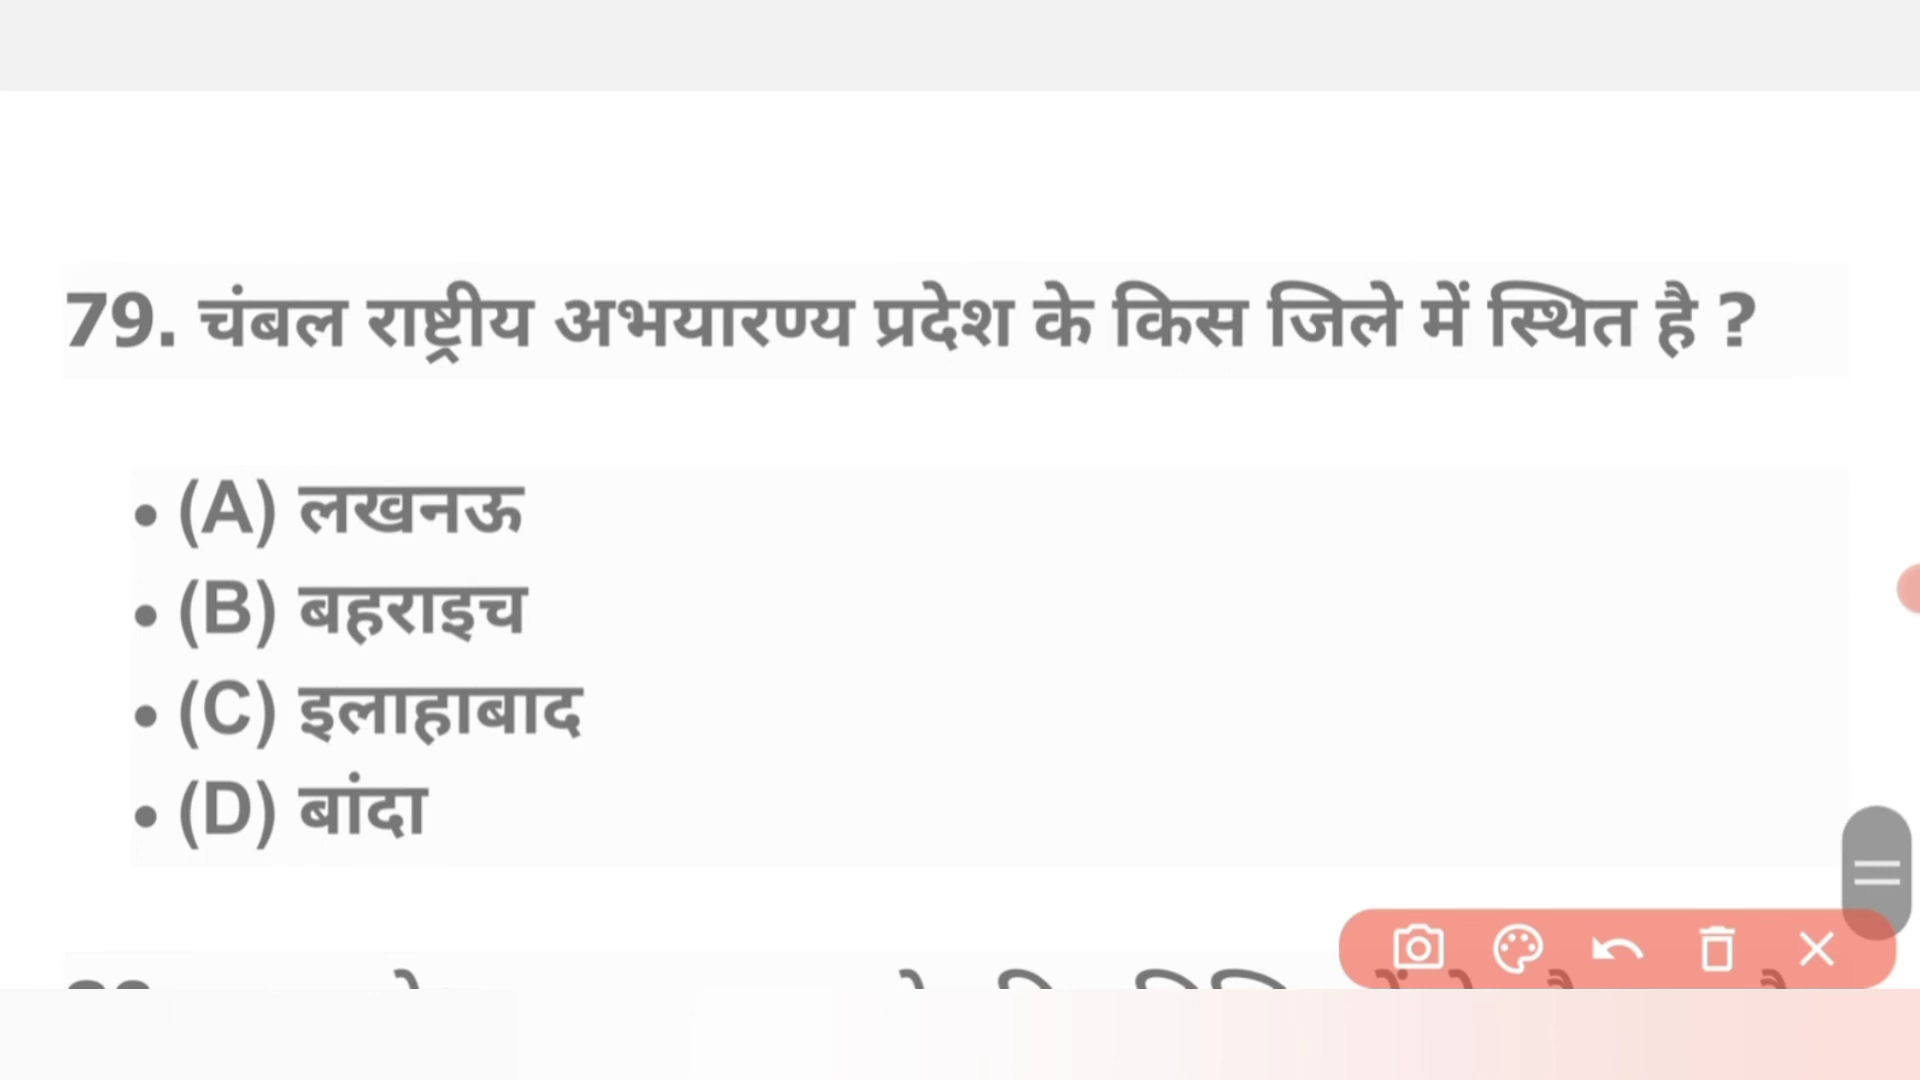 79. चंबल राष्ट्रीय अभयारण्य प्रदेश के किस जिले में स्थित है ?
• (A) लखनऊ
• (B) बहराइच
• (C) इलाहाबाद
• (D) बांदा